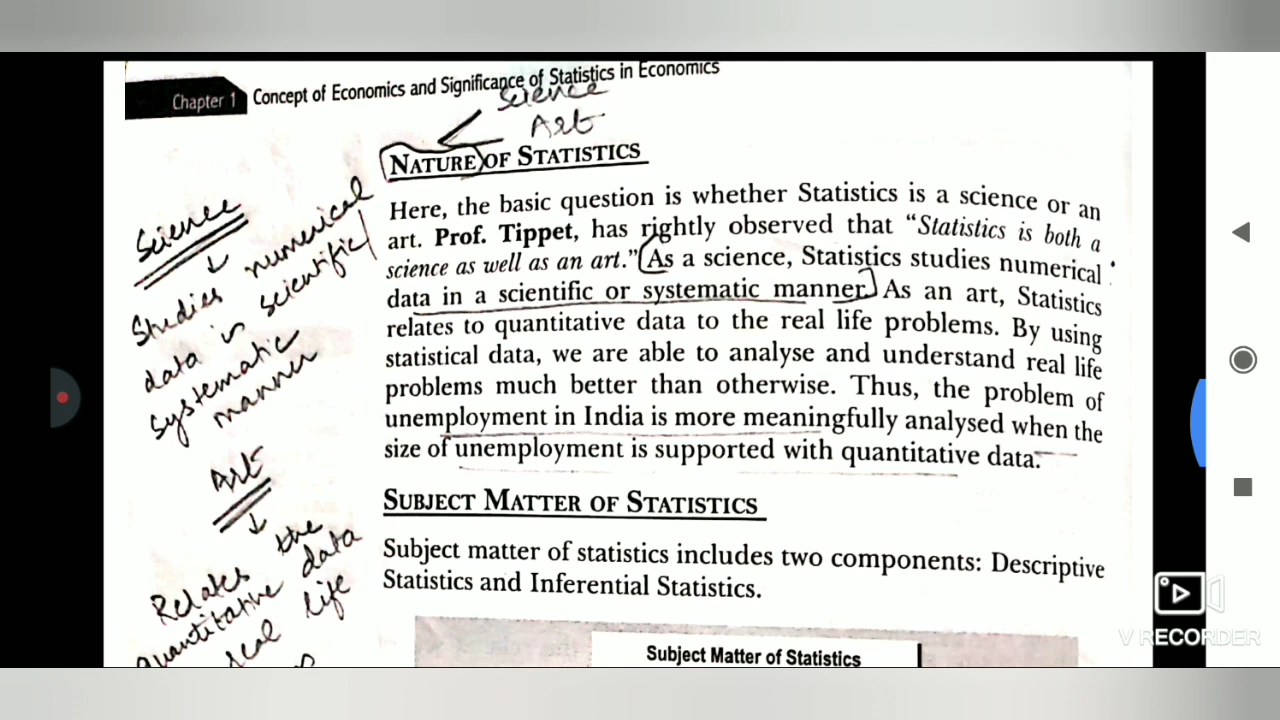 Chapter 1 Concept of Economics and Significance of Statistics in Economics
Science
Art
NATURE OF STATISTICS
Here, the basic question is whether Statistics is a science or an
art. Prof. Tippet, has rightly observed that “Statistics is both a
science as well as an art.” As a science, Statistics studies numerical
data in a scientific or systematic manner. As an art, Statistics
relates to quantitative data to the real life problems. By using
statistical data, we are able to analyse and understand real life
problems much better than otherwise. Thus, the problem of
unemployment in India is more meaningfully analysed when the
size of unemployment is supported with quantitative data.
SUBJECT MATTER OF STATISTICS
Subject matter of statistics includes two components: Descriptive
Statistics and Inferential Statistics.
Subject Matter of Statistics
Science
Studies numerical
data in scientific/
systematic
manner
Art
Relates the
quantitative data
life
V RECORDER